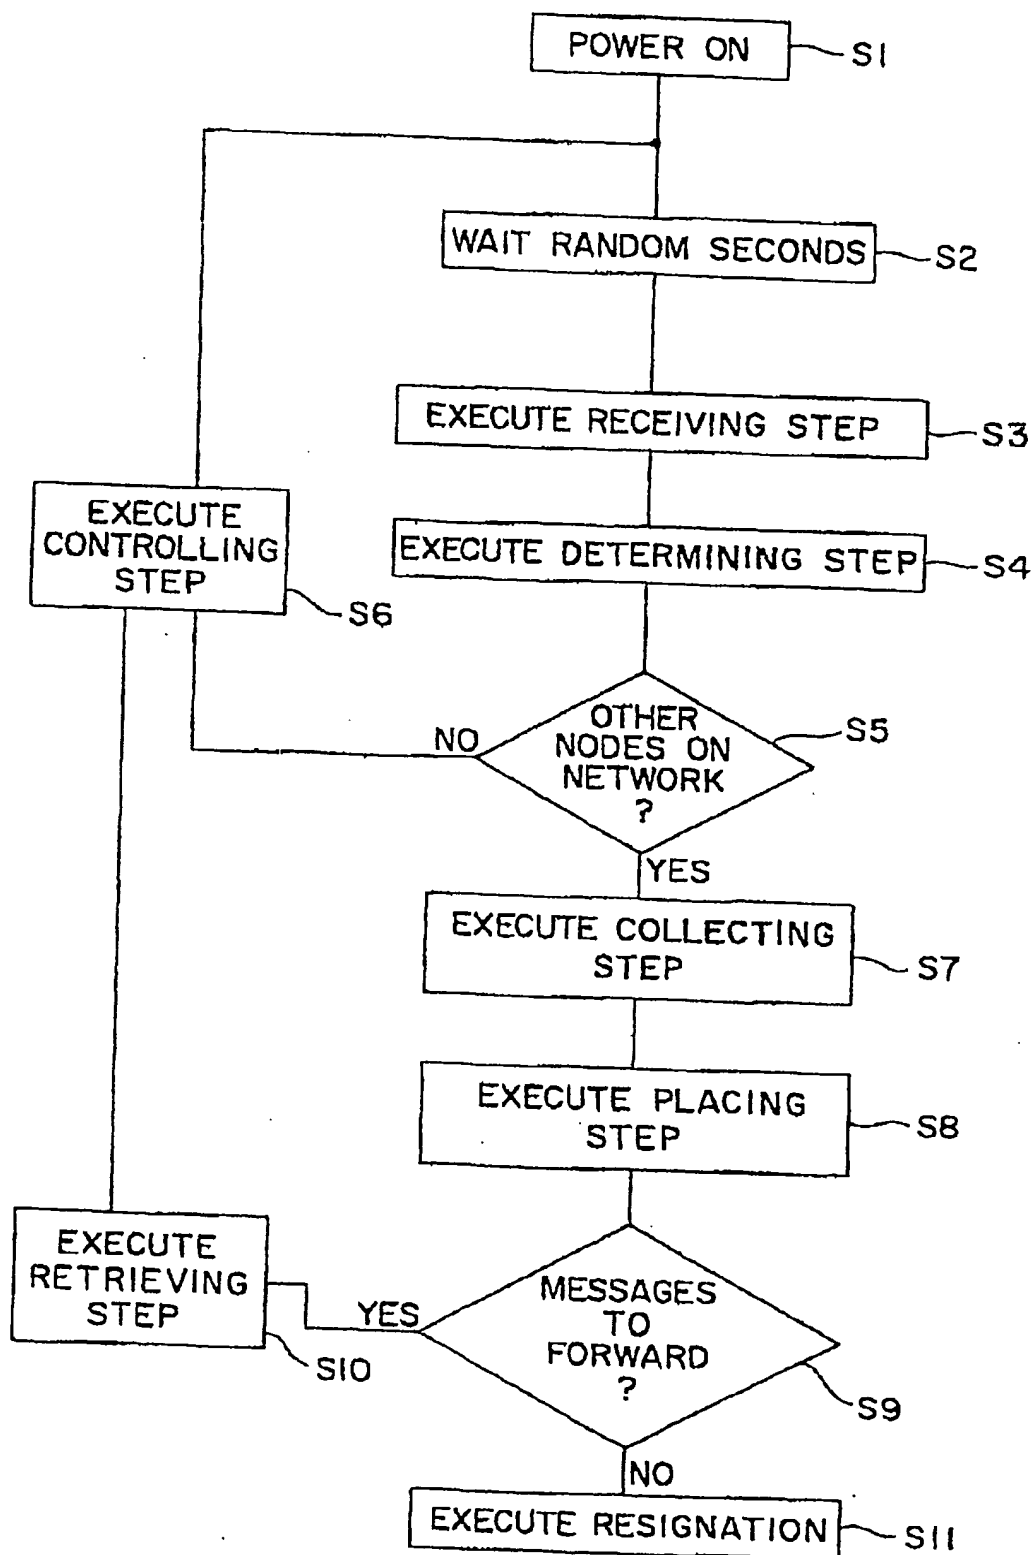 POWER ON
S1
WAIT RANDOM SECONDS
S2
EXECUTE RECEIVING STEP
S3
EXECUTE DETERMINING STEP
S4
EXECUTE
CONTROLLING
STEP
S6
OTHER
NODES ON
NETWORK
?
S5
NO
YES
EXECUTE COLLECTING
STEP
S7
EXECUTE PLACING
STEP
S8
EXECUTE
RETRIEVING
STEP
S10
YES
MESSAGES
TO
FORWARD
?
S9
NO
EXECUTE RESIGNATION
S11